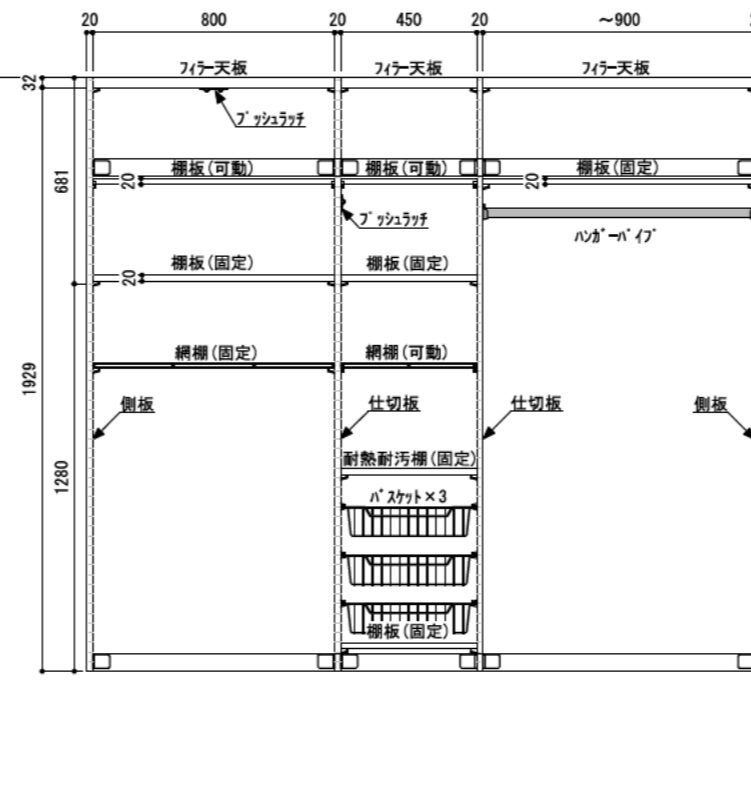 20 800 20 450 20 ～900
フィラー天板 フィラー天板 フィラー天板
32
プッシュラッチ
棚板(可動) 棚板(可動) 棚板(固定)
20 20
681
プッシュラッチ
ハンガーパイプ
棚板(固定) 棚板(固定)
20
網棚(固定) 網棚(可動)
1929
側板 仕切板 仕切板 側板
耐熱耐汚棚(固定)
1280
バスケット×3
棚板(固定)